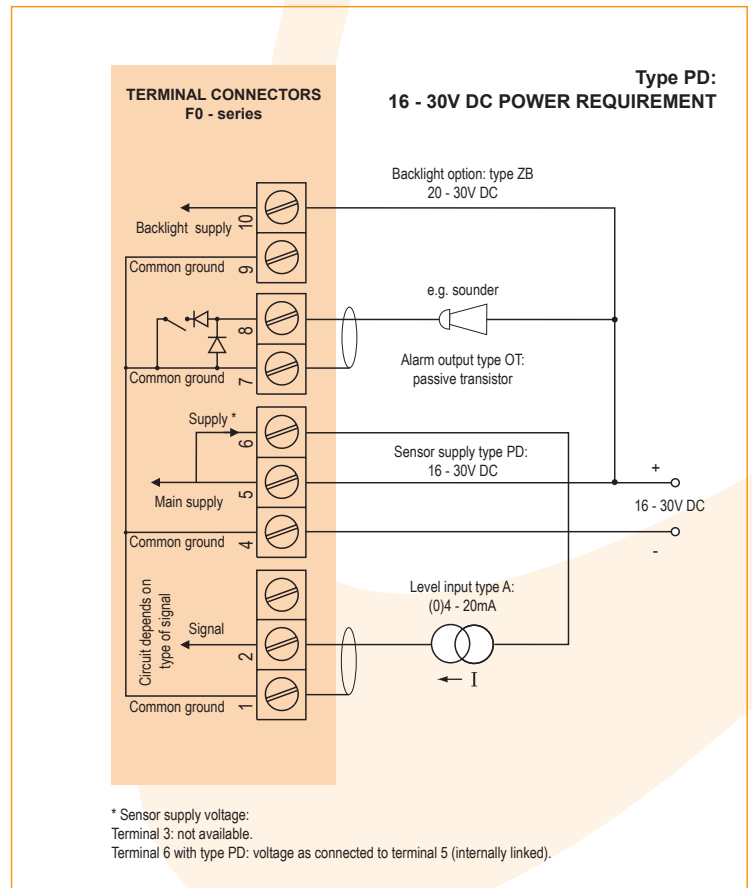 Type PD:
16 - 30V DC POWER REQUIREMENT
TERMINAL CONNECTORS
F0 - series
Backlight option: type ZB
20 - 30V DC
10
Backlight supply
9
Common ground
e.g. sounder
8
Alarm output type OT:
passive transistor
7
Common ground
Supply *
6
Sensor supply type PD:
16 - 30V DC
5
Main supply
+
16 - 30V DC
-
4
Common ground
Level input type A:
(0)4 - 20mA
Circuit depends on
type of signal
Signal
2
I
1
Common ground
* Sensor supply voltage:
Terminal 3: not available.
Terminal 6 with type PD: voltage as connected to terminal 5 (internally linked).